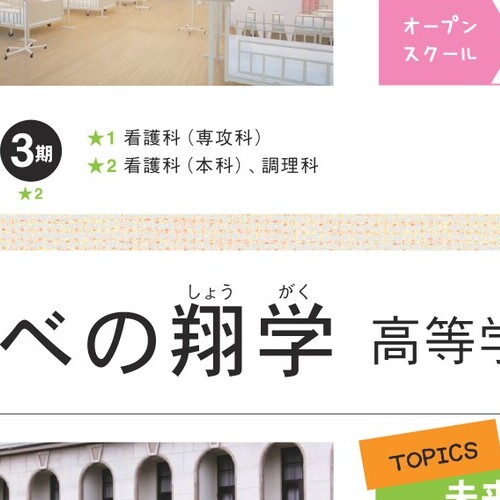 オープン
スクール
3期
★2
★1 看護科（専攻科）
★2 看護科（本科）、調理科
しょう がく
べの翔学 高等学
TOPICS
未来